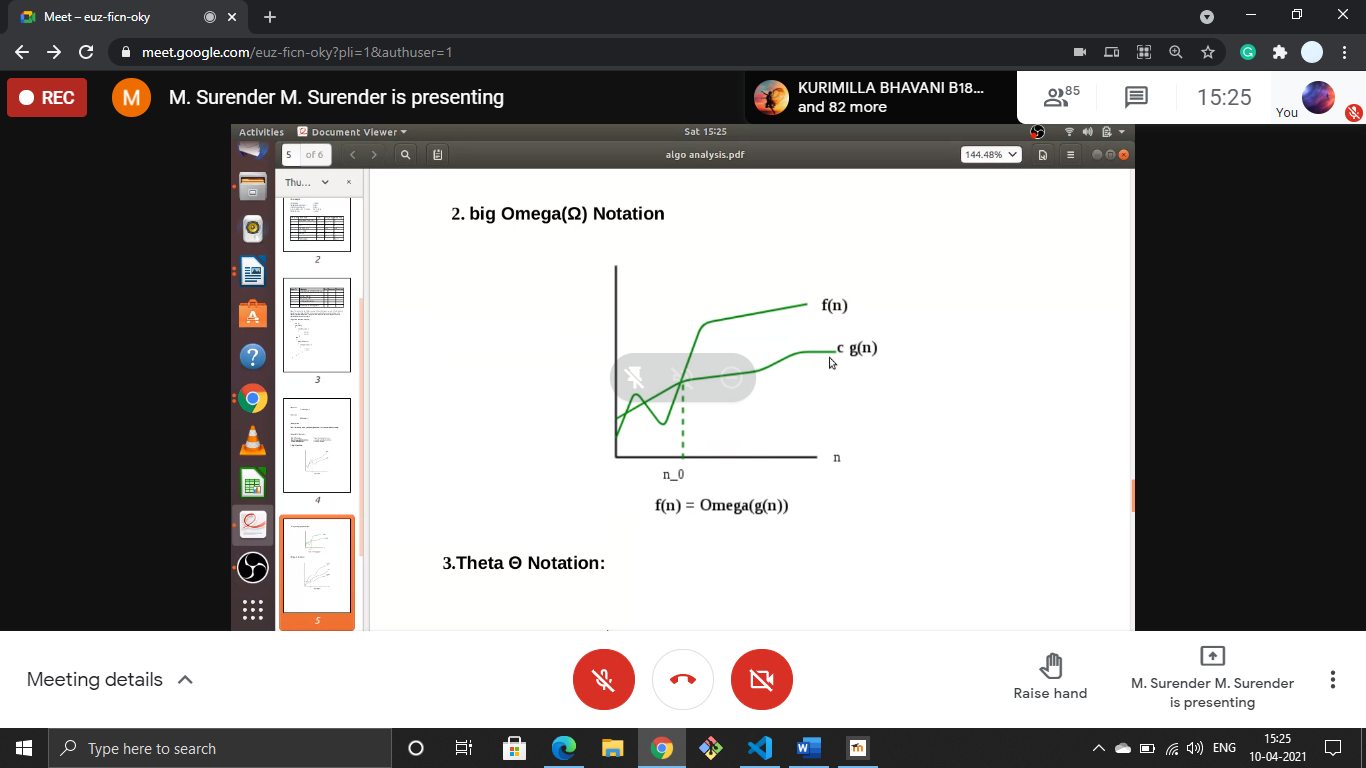 Meet – euz-ficn-oky
meet.google.com/euz-ficn-oky?pli=1&authuser=1
REC
M
M. Surender M. Surender is presenting
KURIMILLA BHAVANI B18...
and 82 more
85
15:25
You
Activities
Document Viewer
Sat 15:25
5
of 6
algo analysis.pdf
144.48%
Thu...
2
3
4
5
2. big Omega(Ω) Notation
f(n)
c g(n)
n
n_0
f(n) = Omega(g(n))
3.Theta Θ Notation:
Meeting details
Raise hand
M. Surender M. Surender
is presenting
Type here to search
ENG
15:25
10-04-2021